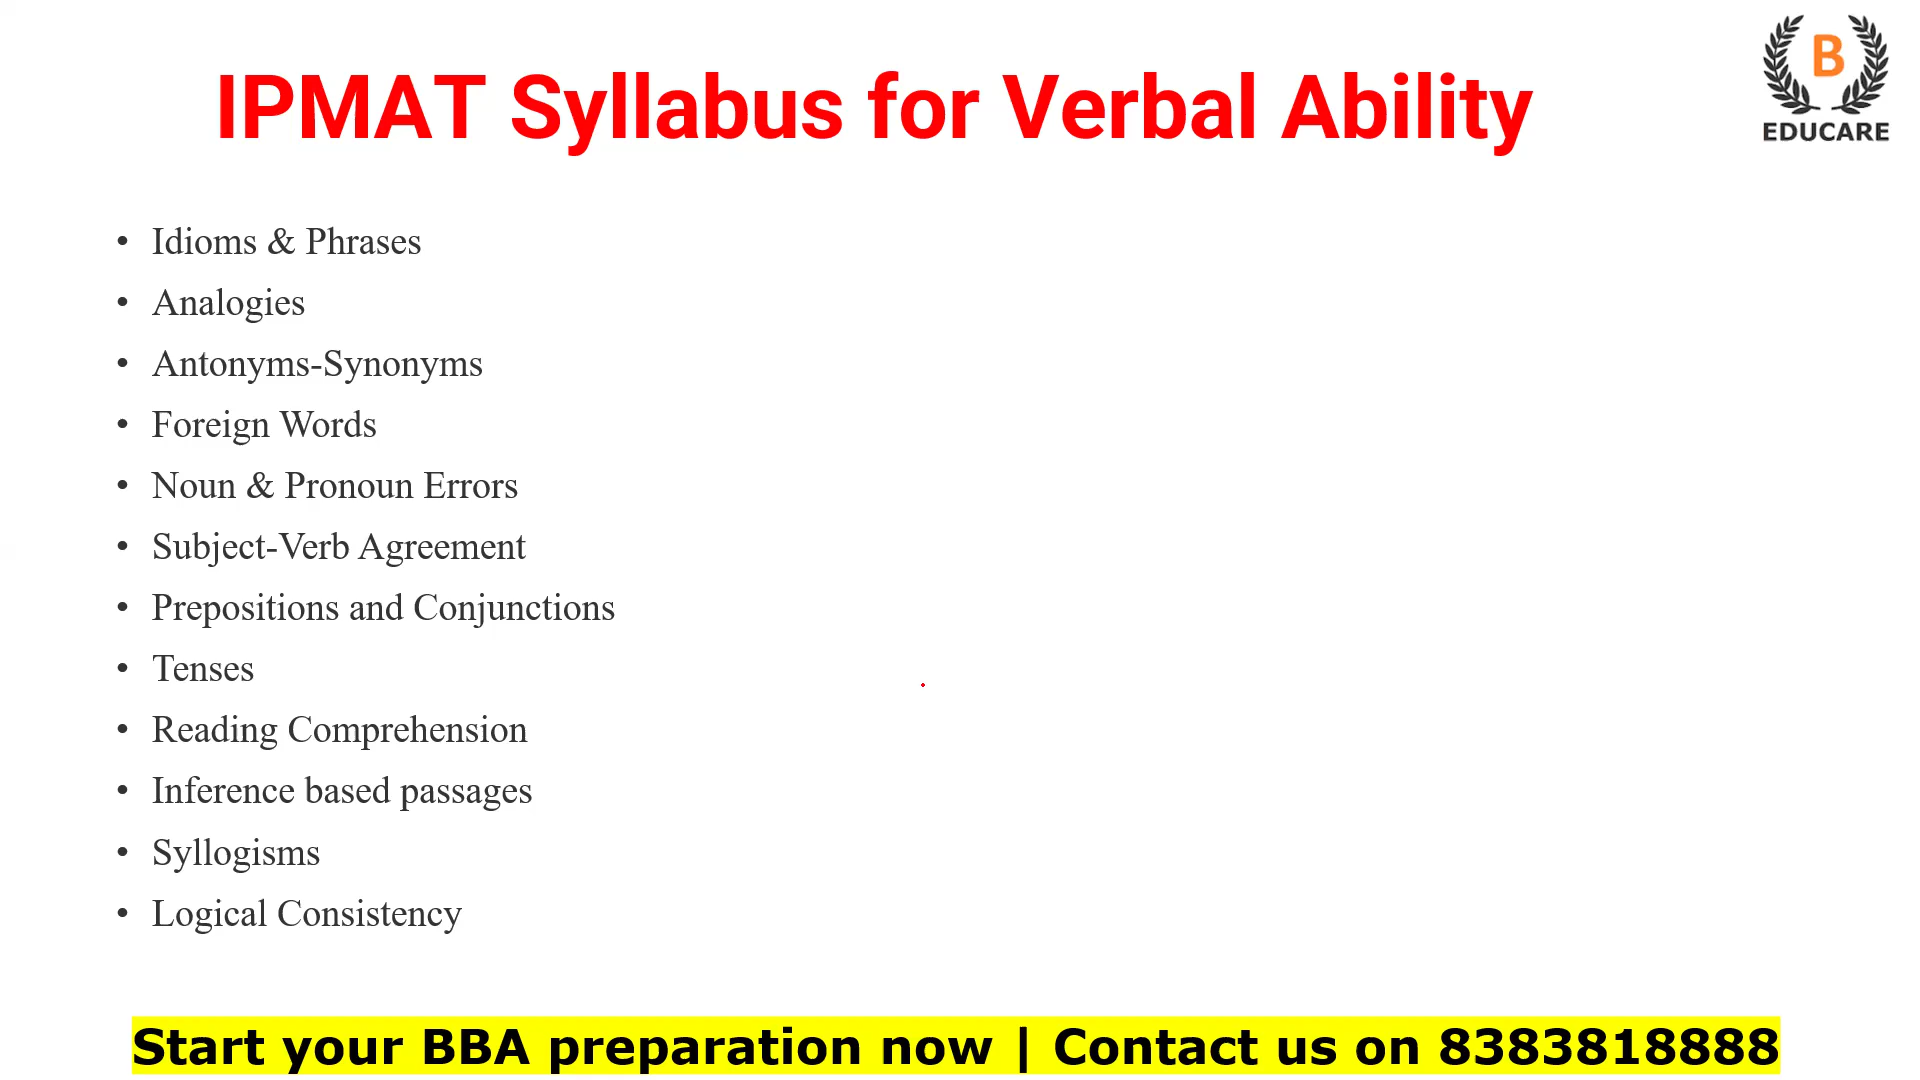 B
EDUCARE
IPMAT Syllabus for Verbal Ability
• Idioms & Phrases
• Analogies
• Antonyms-Synonyms
• Foreign Words
• Noun & Pronoun Errors
• Subject-Verb Agreement
• Prepositions and Conjunctions
• Tenses
• Reading Comprehension
• Inference based passages
• Syllogisms
• Logical Consistency
Start your BBA preparation now | Contact us on 8383818888